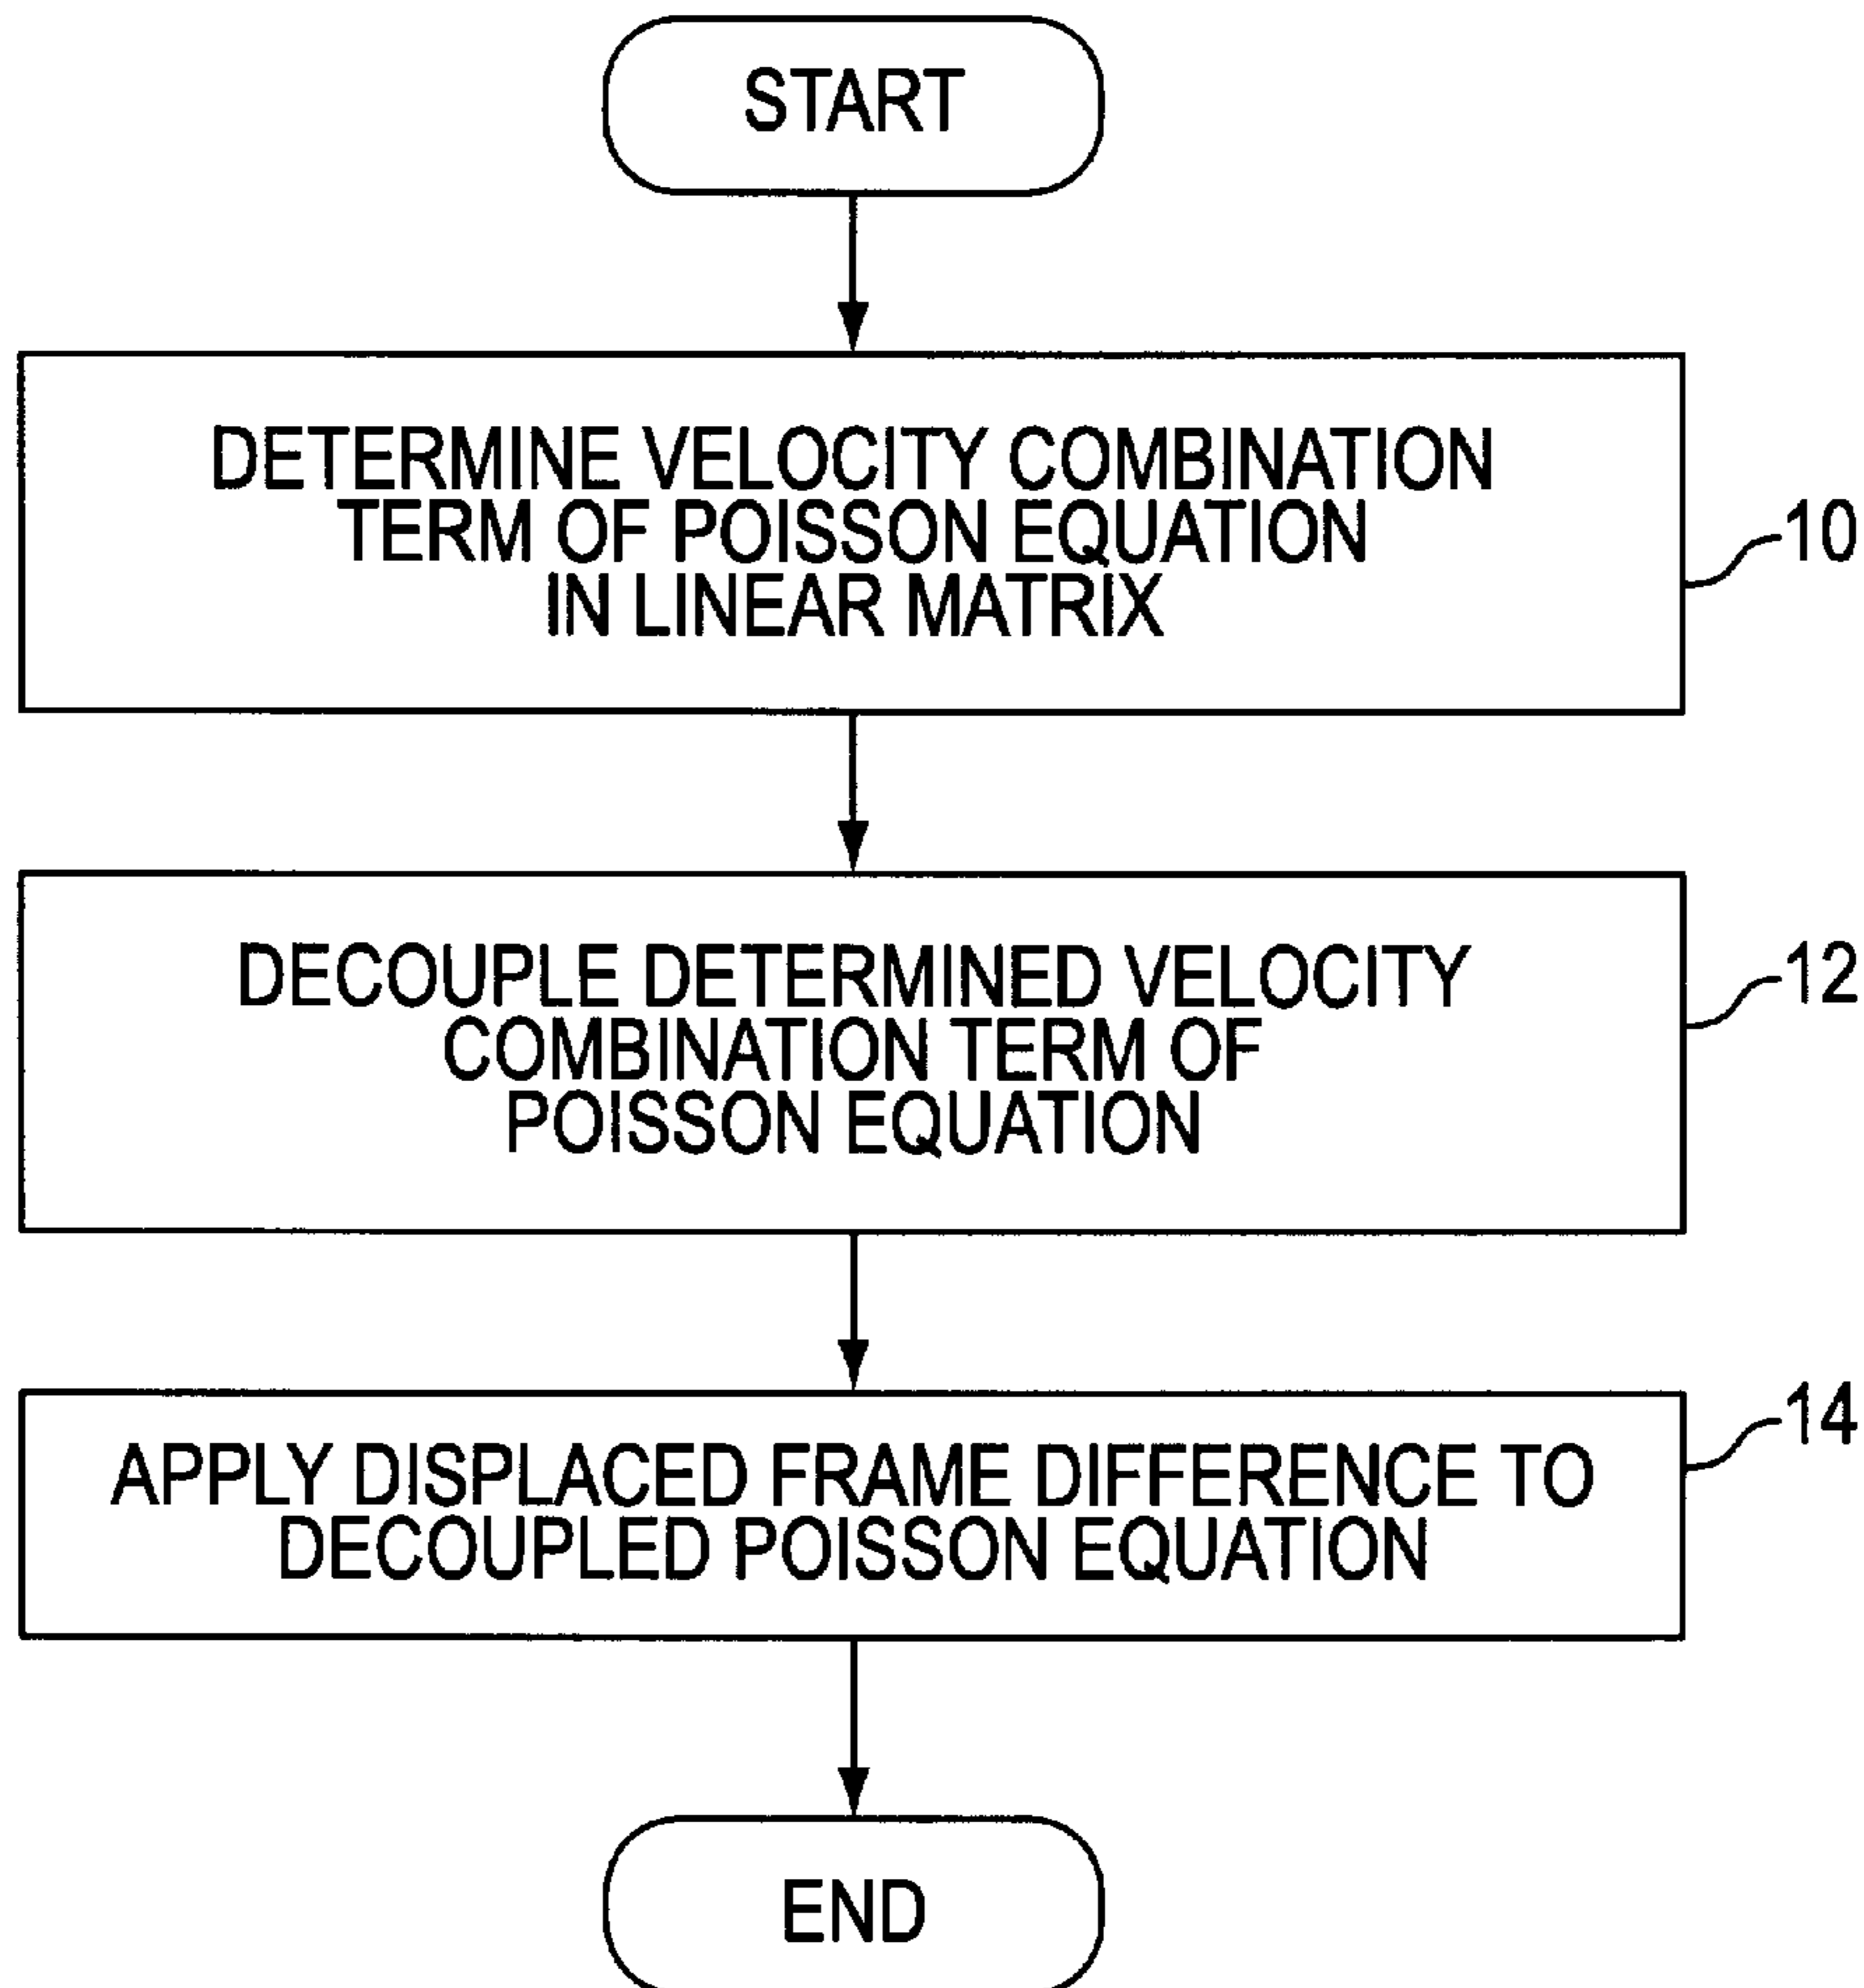 START
DETERMINE VELOCITY COMBINATION
TERM OF POISSON EQUATION
IN LINEAR MATRIX
10
DECOUPLE DETERMINED VELOCITY
COMBINATION TERM OF
POISSON EQUATION
12
APPLY DISPLACED FRAME DIFFERENCE TO
DECOUPLED POISSON EQUATION
14
END